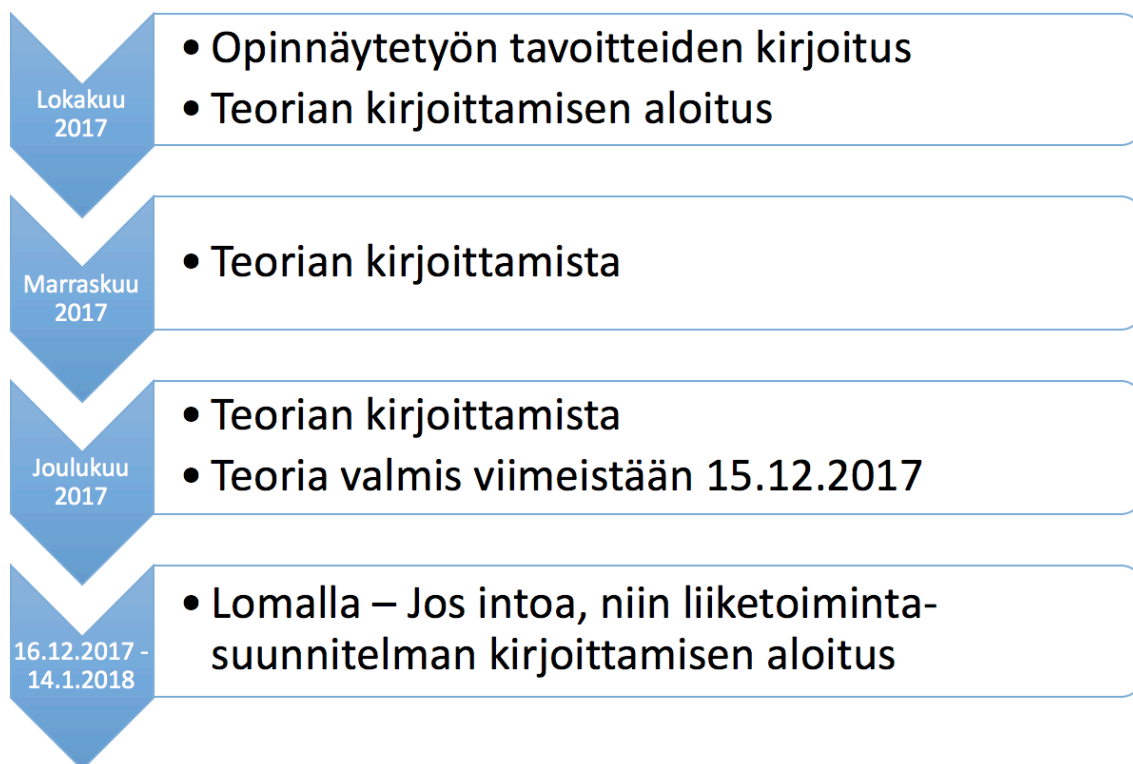 Lokakuu
2017
• Opinnäytetyön tavoitteiden kirjoitus
• Teorian kirjoittamisen aloitus
Marraskuu
2017
• Teorian kirjoittamista
Joulukuu
2017
• Teorian kirjoittamista
• Teoria valmis viimeistään 15.12.2017
16.12.2017 -
14.1.2018
• Lomalla – Jos intoa, niin liiketoiminta-
suunnitelman kirjoittamisen aloitus